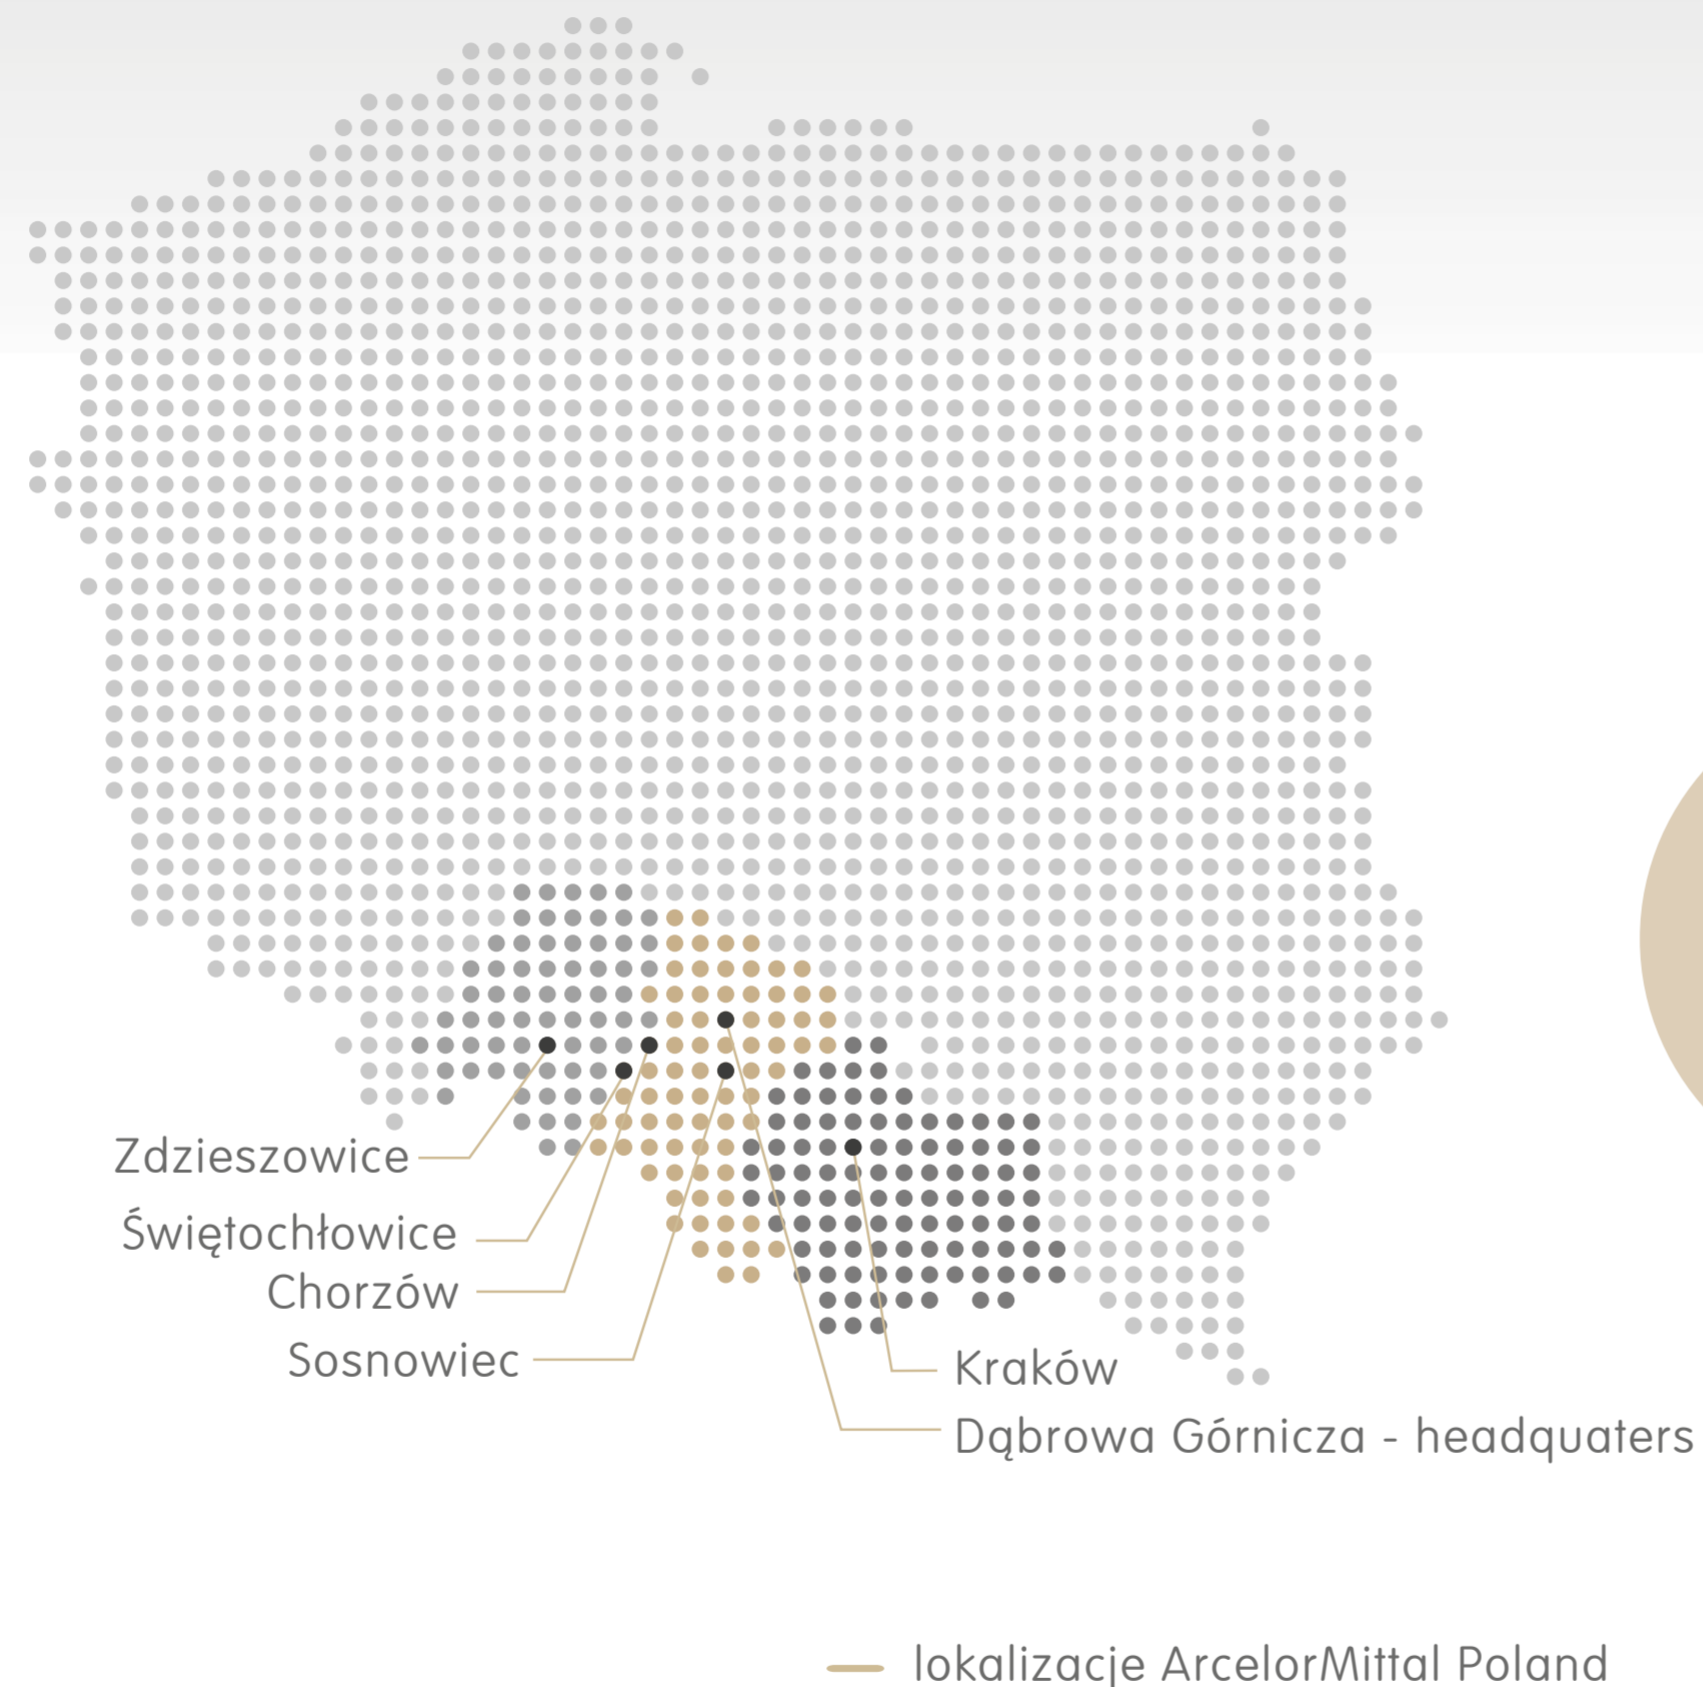 Zdzieszowice
Świętochłowice
Chorzów
Sosnowiec
Kraków
Dąbrowa Górnicza - headquaters
lokalizacje ArcelorMittal Poland